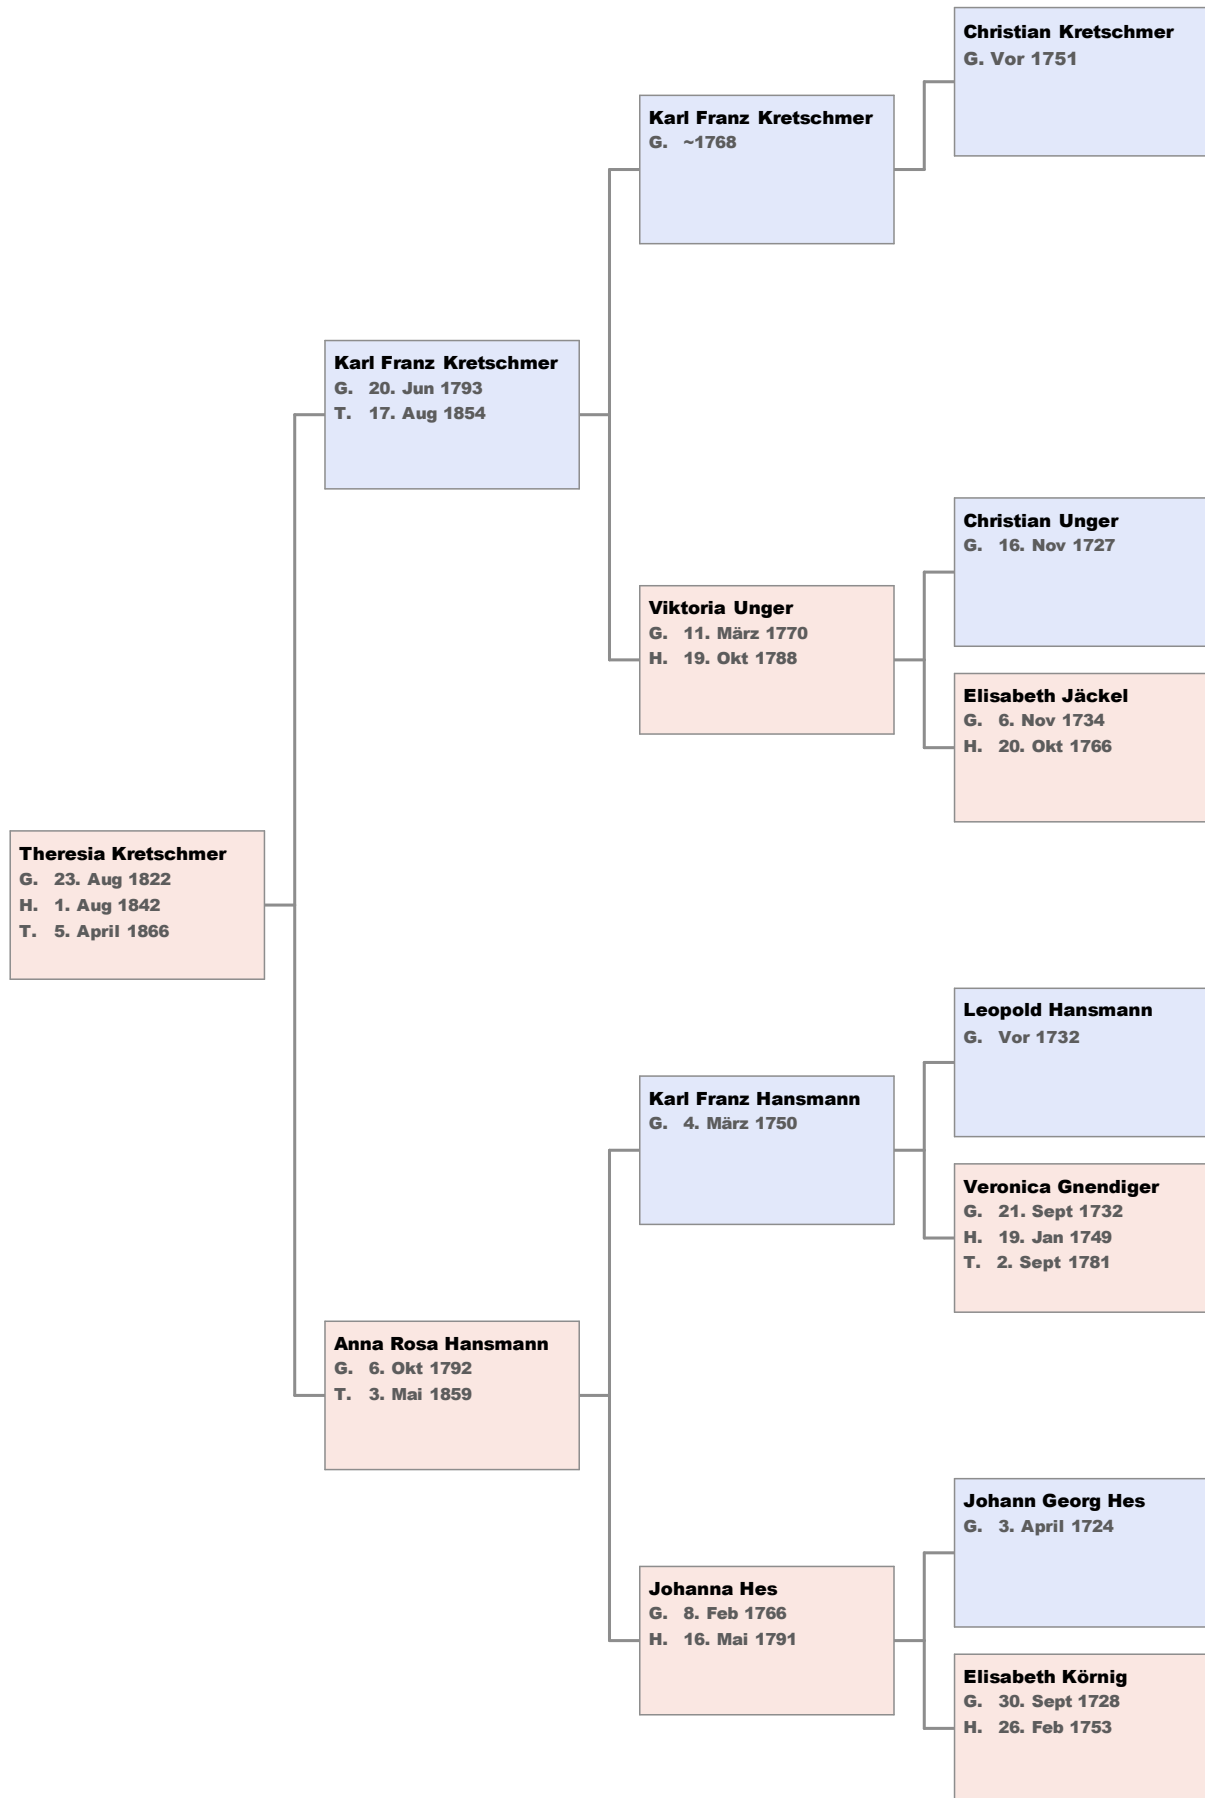 Christian Kretschmer
G. Vor 1751
Karl Franz Kretschmer
G. ~1768
Karl Franz Kretschmer
G. 20. Jun 1793
T. 17. Aug 1854
Christian Unger
G. 16. Nov 1727
Viktoria Unger
G. 11. März 1770
H. 19. Okt 1788
Elisabeth Jäckel
G. 6. Nov 1734
H. 20. Okt 1766
Theresia Kretschmer
G. 23. Aug 1822
H. 1. Aug 1842
T. 5. April 1866
Leopold Hansmann
G. Vor 1732
Karl Franz Hansmann
G. 4. März 1750
Veronica Gnendiger
G. 21. Sept 1732
H. 19. Jan 1749
T. 2. Sept 1781
Anna Rosa Hansmann
G. 6. Okt 1792
T. 3. Mai 1859
Johann Georg Hes
G. 3. April 1724
Johanna Hes
G. 8. Feb 1766
H. 16. Mai 1791
Elisabeth Körnig
G. 30. Sept 1728
H. 26. Feb 1753